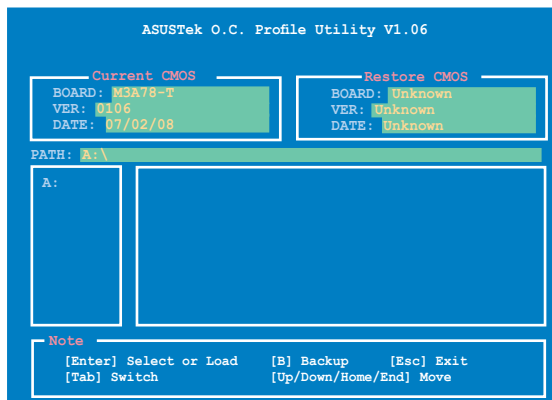 ASUSTek O.C. Profile Utility V1.06
Current CMOS
BOARD: M3A78-T
VER: 0106
DATE: 07/02/08
Restore CMOS
BOARD: Unknown
VER: Unknown
DATE: Unknown
PATH: A:\
A:
Note
[Enter] Select or Load [B] Backup [Esc] Exit
[Tab] Switch [Up/Down/Home/End] Move